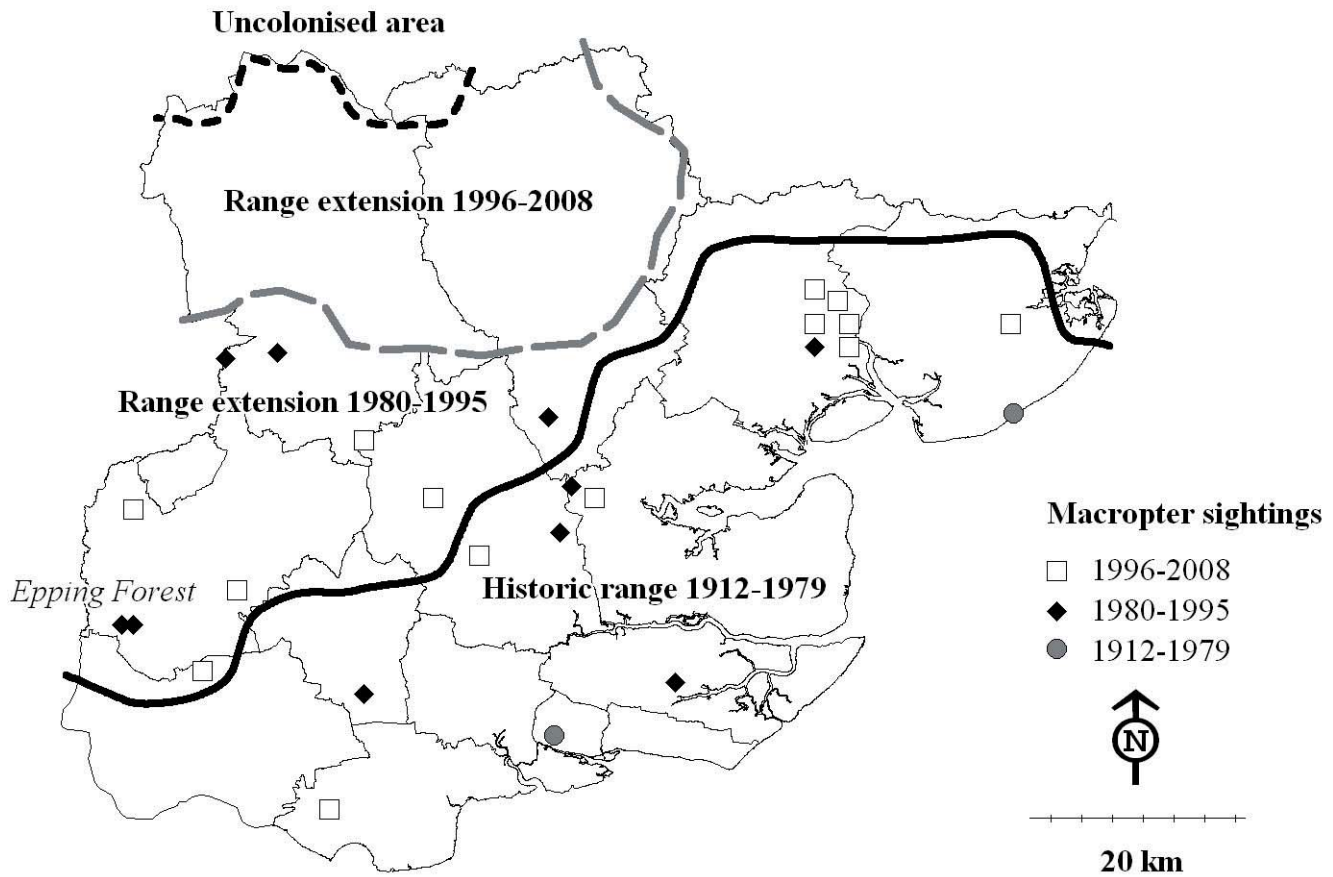 Uncolonised area
Range extension 1996-2008
Range extension 1980-1995
Epping Forest
Historic range 1912-1979
Macropter sightings
1996-2008
1980-1995
1912-1979
N
20 km